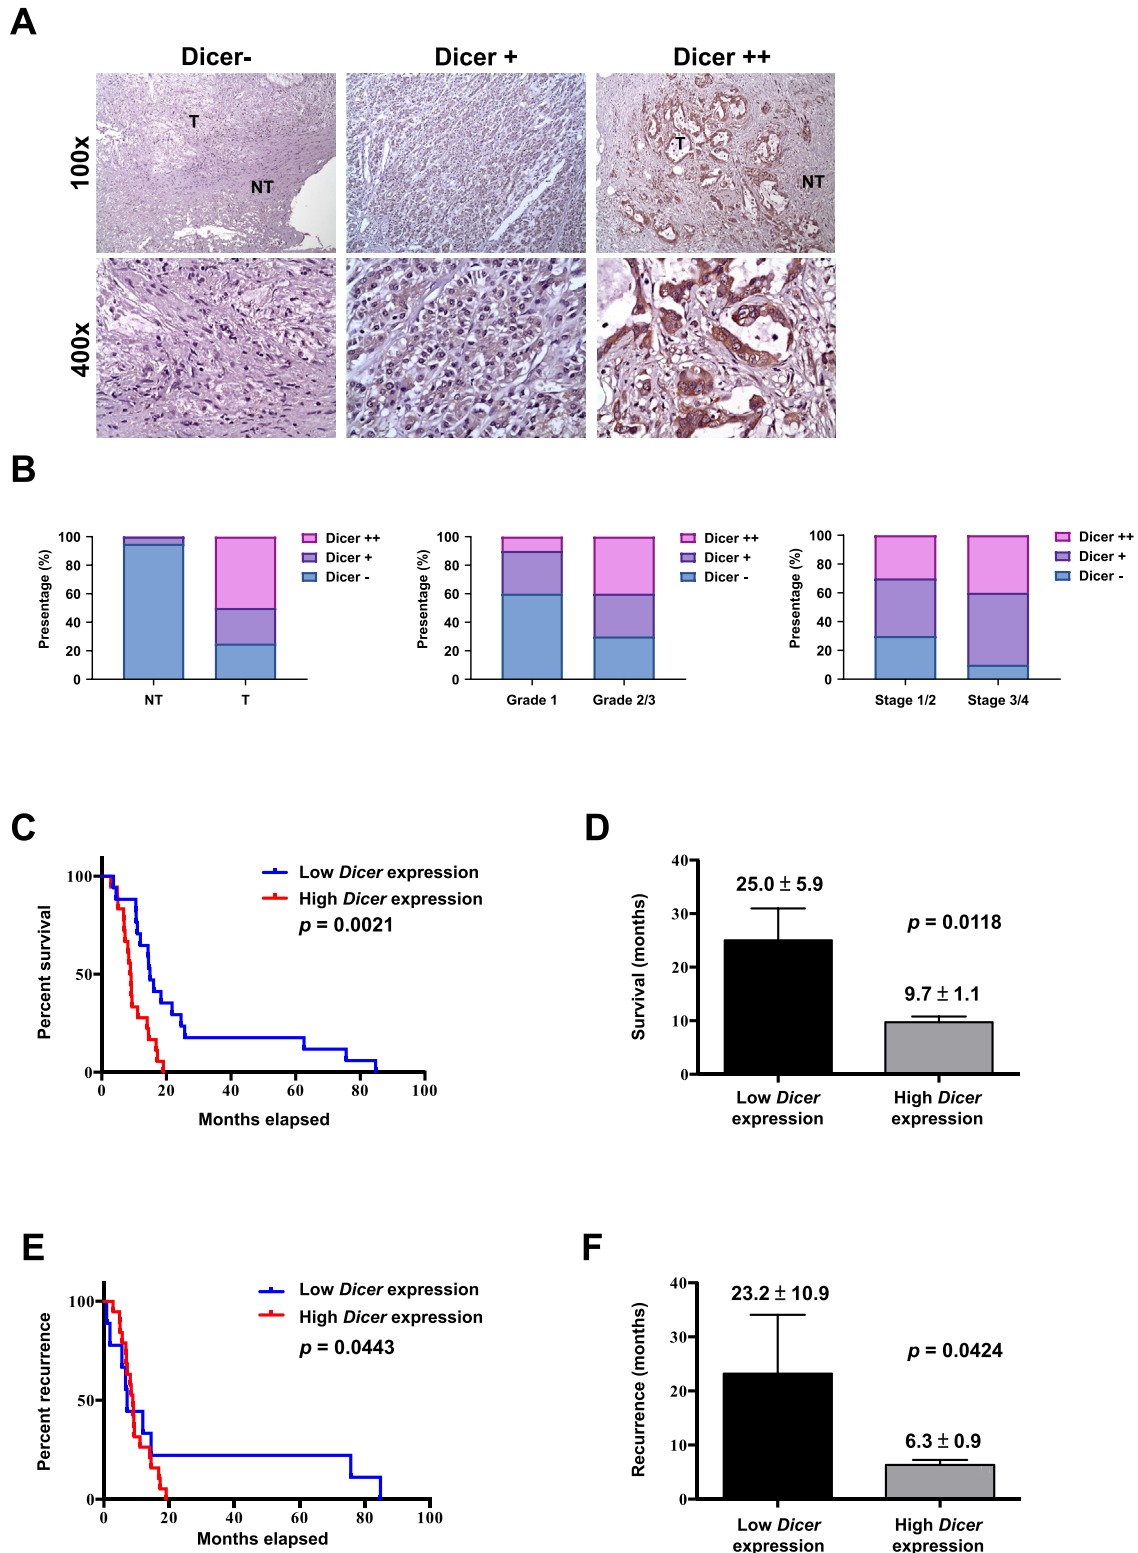 A
Dicer-
Dicer +
Dicer ++
100x
T
NT
T
NT
400x
B
Presentage (%)
100
80
60
40
20
0
NT
T
Dicer ++
Dicer +
Dicer -
Presentage (%)
100
80
60
40
20
0
Grade 1
Grade 2/3
Dicer ++
Dicer +
Dicer -
Presentage (%)
100
80
60
40
20
0
Stage 1/2
Stage 3/4
Dicer ++
Dicer +
Dicer -
C
Percent survival
100
50
0
0 20 40 60 80 100
Months elapsed
Low Dicer expression
High Dicer expression
p = 0.0021
D
Survival (months)
40
30
20
10
0
25.0 ± 5.9
p = 0.0118
9.7 ± 1.1
Low Dicer
expression
High Dicer
expression
E
Percent recurrence
100
50
0
0 20 40 60 80 100
Months elapsed
Low Dicer expression
High Dicer expression
p = 0.0443
F
Recurrence (months)
40
30
20
10
0
23.2 ± 10.9
p = 0.0424
6.3 ± 0.9
Low Dicer
expression
High Dicer
expression